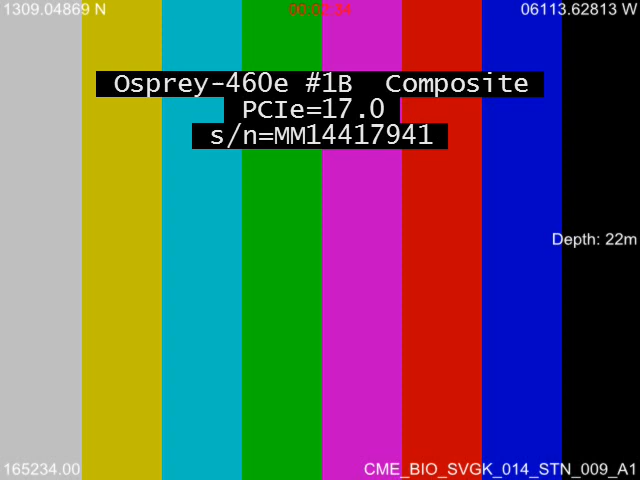 1309.04869 N
00:02:34
06113.62813 W
Osprey-460e #1B Composite
PCIe=17.0
s/n=MM14417941
Depth: 22m
165234.00
CME_BIO_SVGK_014_STN_009_A1